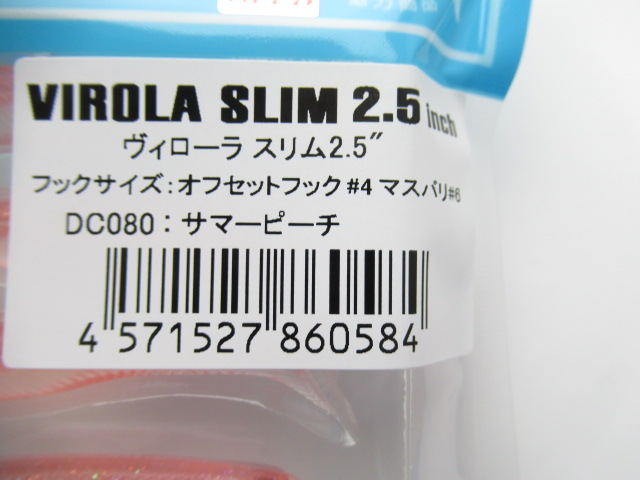 VIROLA SLIM 2.5 inch
ヴィローラ スリム2.5″
フックサイズ：オフセットフック #4 マスバリ#6
DC080：サマーピーチ
4 571527 860584